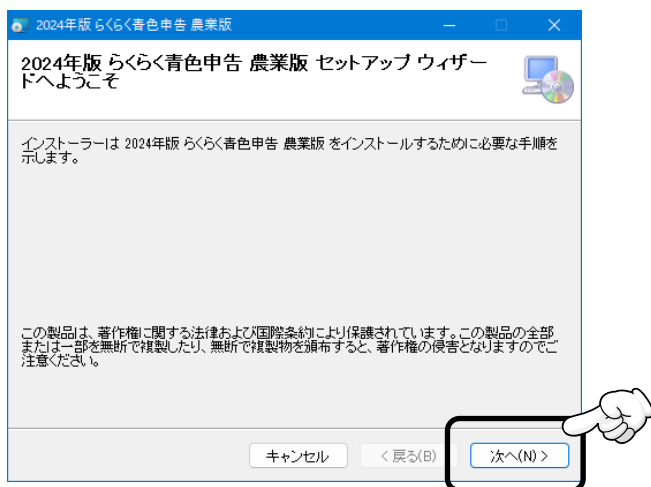 2024年版 らくらく青色申告 農業版
2024年版 らくらく青色申告 農業版 セットアップ ウィザー
ドへようこそ
インストーラーは 2024年版 らくらく青色申告 農業版 をインストールするために必要な手順を
示します。
この製品は、著作権に関する法律および国際条約により保護されています。この製品の全部
または一部を無断で複製したり、無断で複製物を頒布すると、著作権の侵害となりますのでご
注意ください。
キャンセル
< 戻る(B)
次へ(N) >